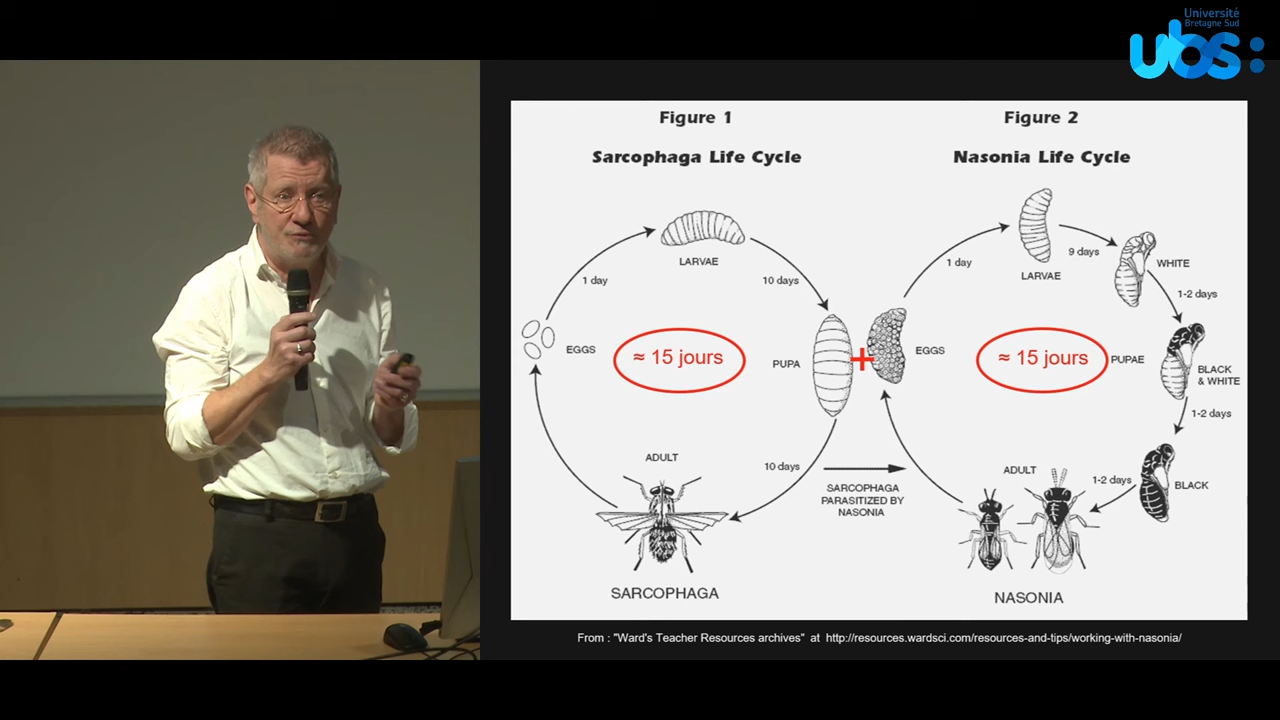 Université
Bretagne Sud
ubs:
Figure 1
Sarcophaga Life Cycle
LARVAE
1 day
10 days
EGGS
≈ 15 jours
PUPA
ADULT
10 days
SARCOPHAGA
PARASITIZED BY
NASONIA
SARCOPHAGA
+
Figure 2
Nasonia Life Cycle
LARVAE
1 day
9 days
WHITE
1-2 days
EGGS
≈ 15 jours
PUPAE
BLACK
& WHITE
1-2 days
ADULT
1-2 days
BLACK
NASONIA
From : "Ward's Teacher Resources archives" at http://resources.wardsci.com/resources-and-tips/working-with-nasonia/